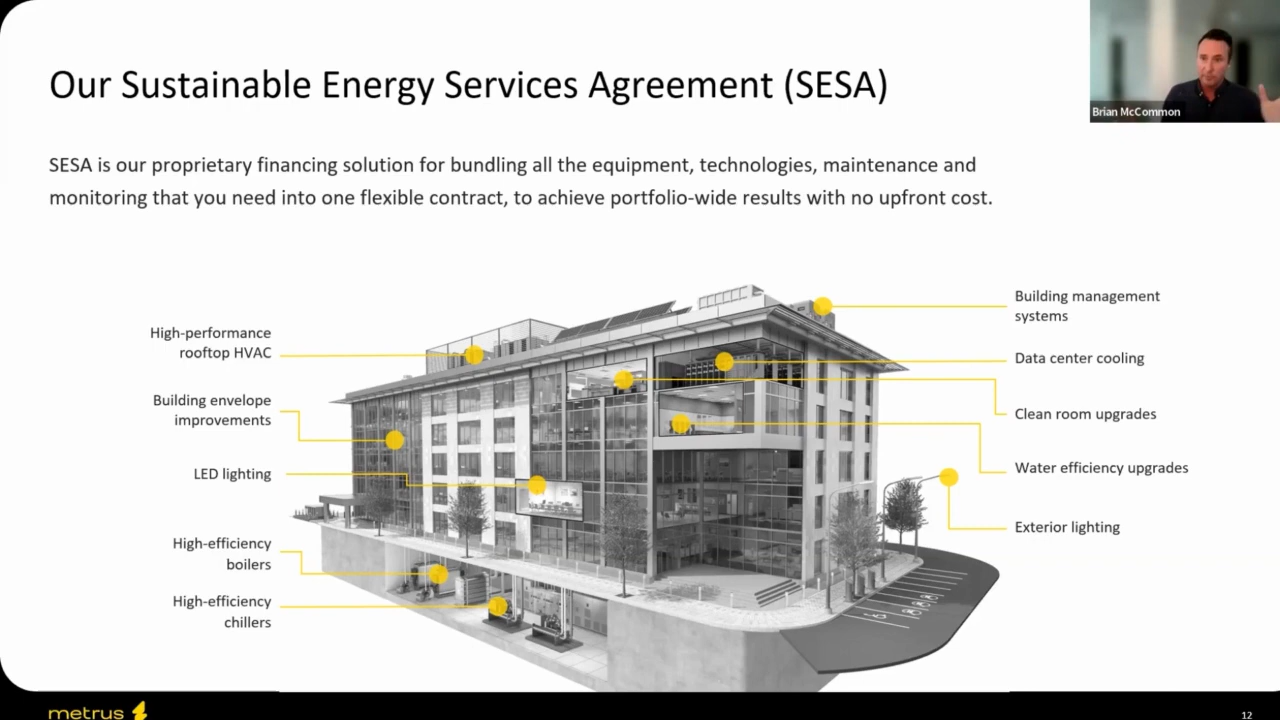 Our Sustainable Energy Services Agreement (SESA)
Brian McCommon
SESA is our proprietary financing solution for bundling all the equipment, technologies, maintenance and
monitoring that you need into one flexible contract, to achieve portfolio-wide results with no upfront cost.
High-performance
rooftop HVAC
Building envelope
improvements
LED lighting
High-efficiency
boilers
High-efficiency
chillers
Building management
systems
Data center cooling
Clean room upgrades
Water efficiency upgrades
Exterior lighting
metrus
12